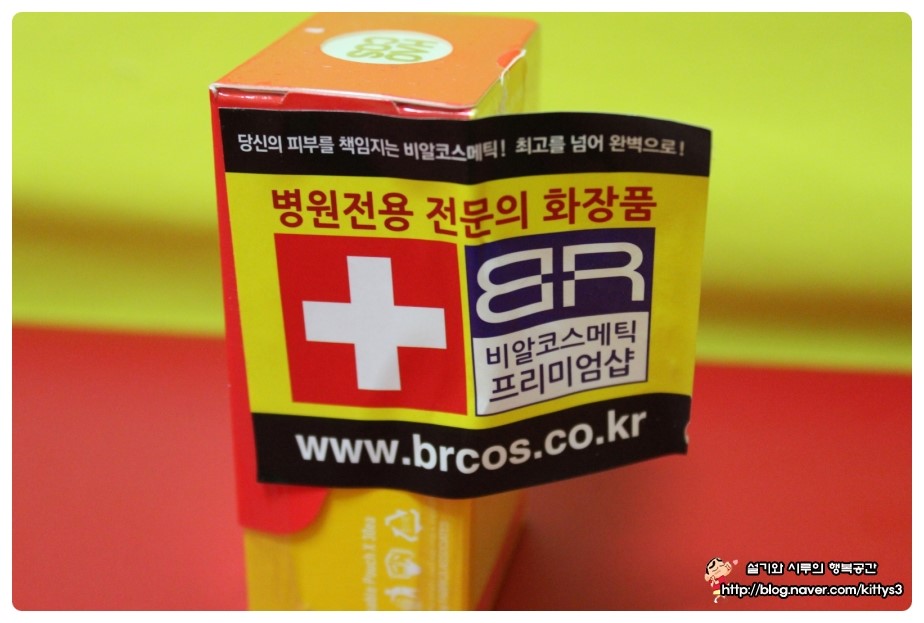 당신의 피부를 책임지는 비알코스메틱! 최고를 넘어 완벽으로!
병원전용 전문의 화장품
BR
비알코스메틱
프리미엄샵
www.brcos.co.kr
Pouch X 30ea
설기와 시루의 행복공간
http://blog.naver.com/kittys3